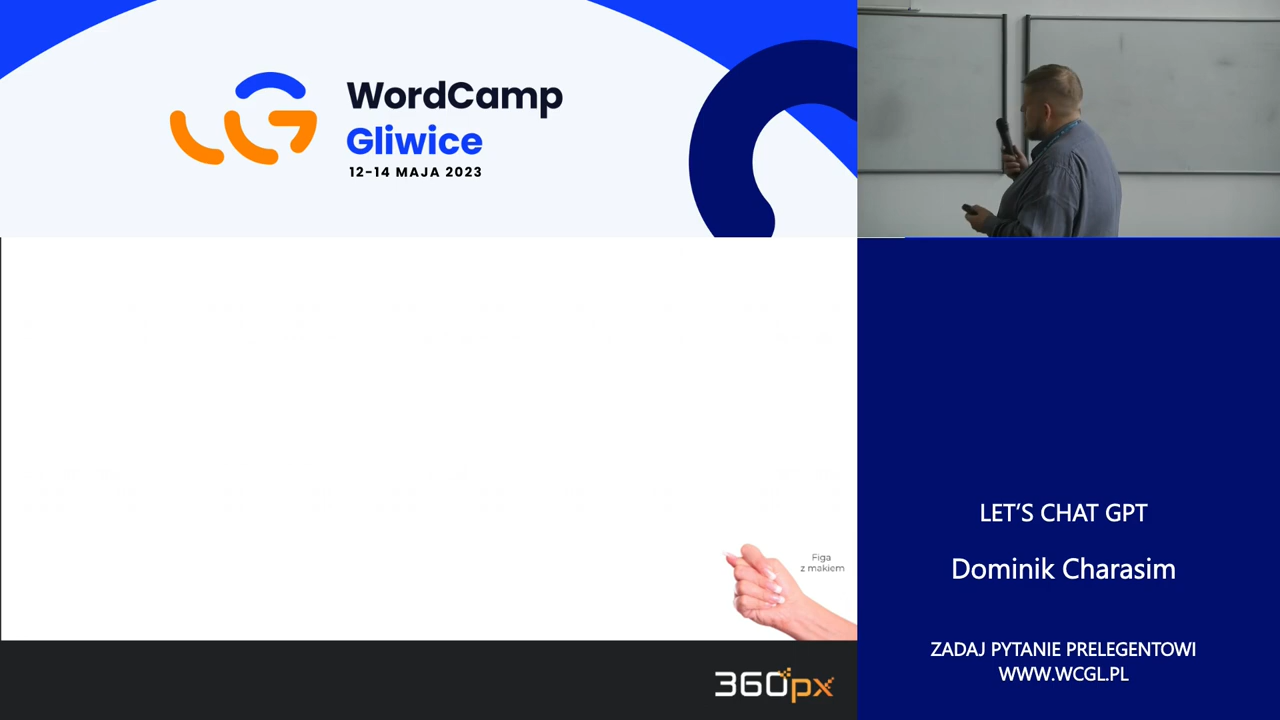 WordCamp
Gliwice
12-14 MAJA 2023
Figa
z makiem
360px
LET'S CHAT GPT
Dominik Charasim
ZADAJ PYTANIE PRELEGENTOWI
WWW.WCGL.PL